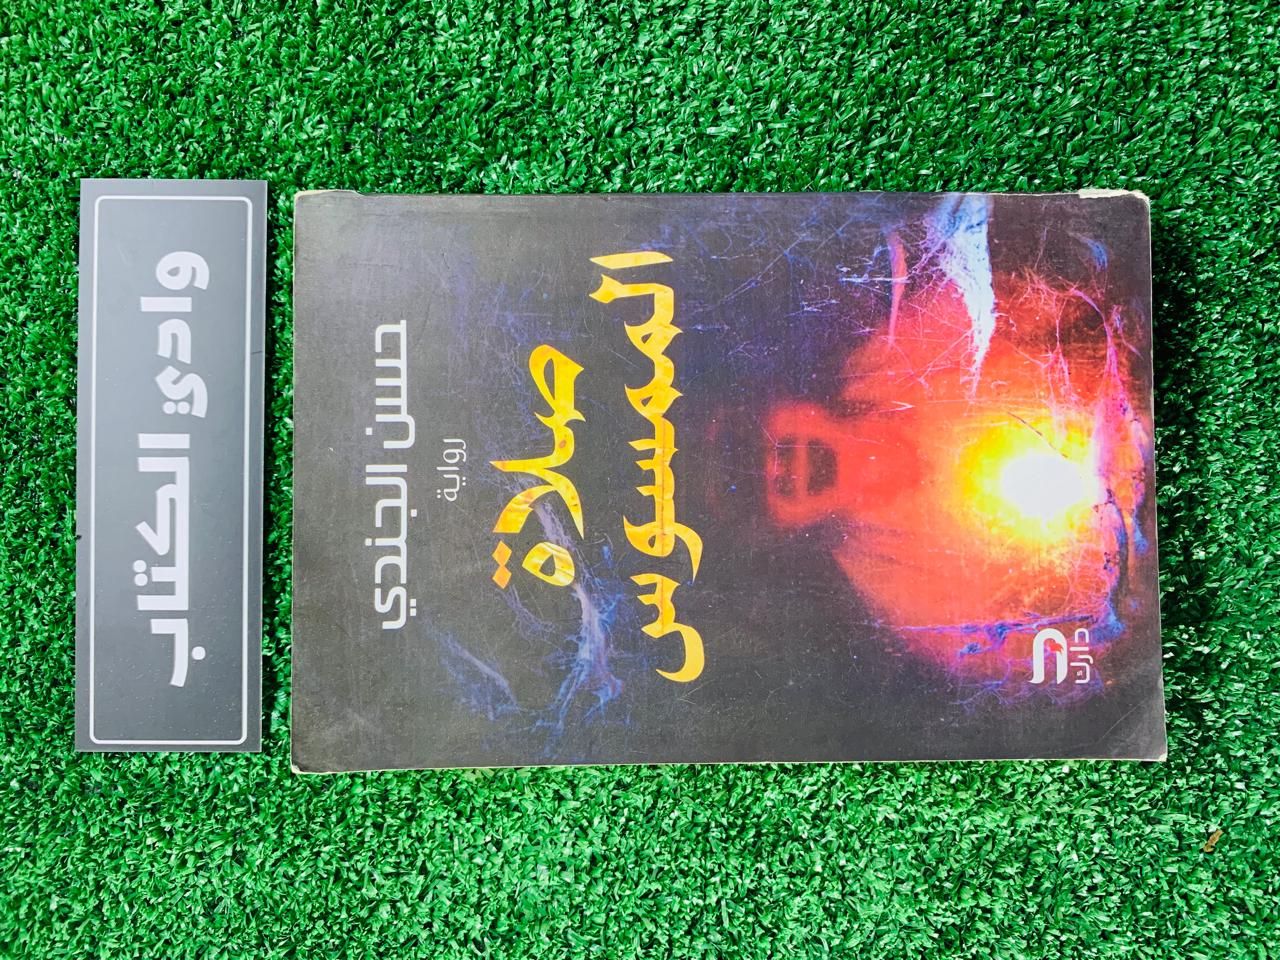 وادي الكتاب
حسن الجندي
رواية
صلاة
الممسوس
دارك